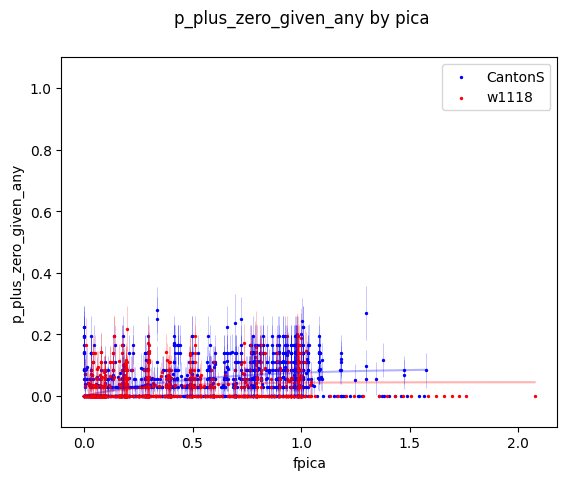 p_plus_zero_given_any by pica
CantonS
w1118
p_plus_zero_given_any
1.0
0.8
0.6
0.4
0.2
0.0
0.0 0.5 1.0 1.5 2.0
fpica